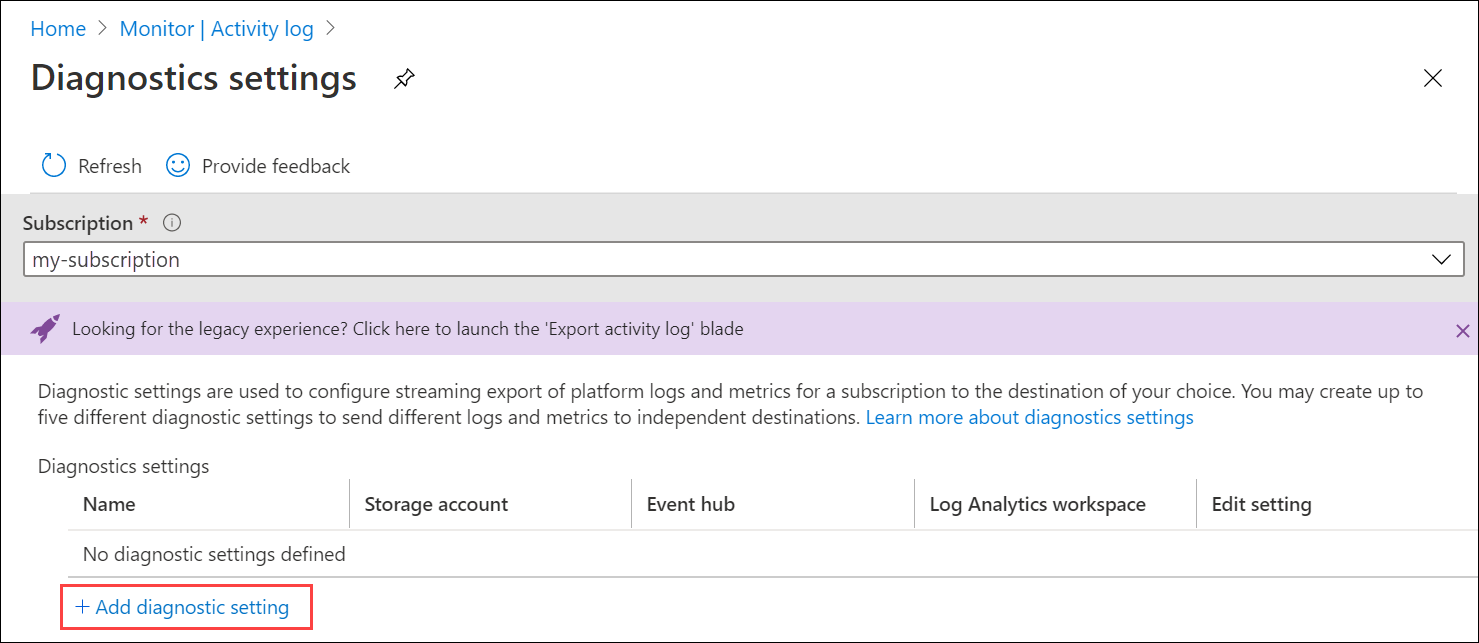 Home > Monitor | Activity log >
Diagnostics settings
Refresh Provide feedback
Subscription *
my-subscription
Looking for the legacy experience? Click here to launch the 'Export activity log' blade
Diagnostic settings are used to configure streaming export of platform logs and metrics for a subscription to the destination of your choice. You may create up to
five different diagnostic settings to send different logs and metrics to independent destinations. Learn more about diagnostics settings
Diagnostics settings
Name Storage account Event hub Log Analytics workspace Edit setting
No diagnostic settings defined
+ Add diagnostic setting